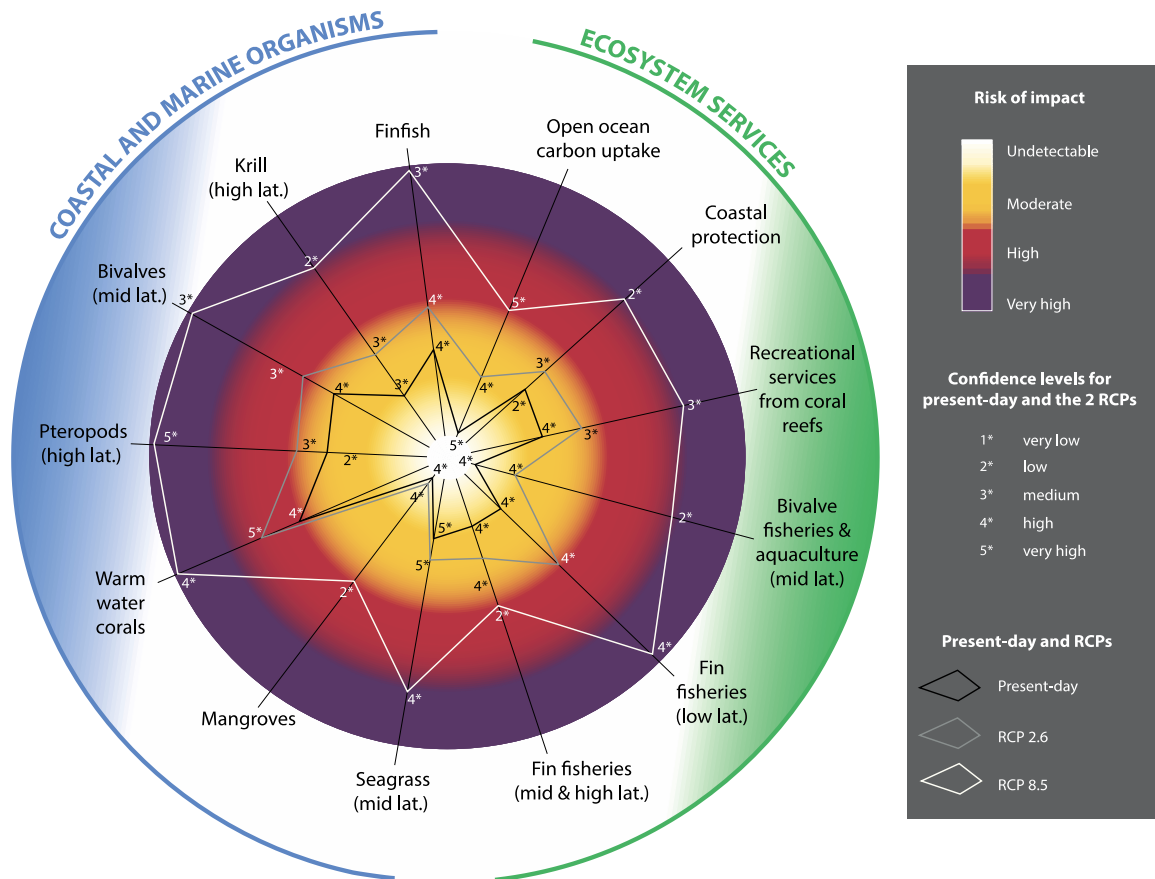 COASTAL AND MARINE ORGANISMS
ECOSYSTEM SERVICES
Finfish
Open ocean
carbon uptake
Krill
(high lat.)
Coastal
protection
Bivalves
(mid lat.)
Recreational
services
from coral
reefs
Pteropods
(high lat.)
Bivalve
fisheries &
aquaculture
(mid lat.)
Warm
water
corals
Fin
fisheries
(low lat.)
Mangroves
Seagrass
(mid lat.)
Fin fisheries
(mid & high lat.)
3*
4*
4*
5*
4*
5*
2*
3*
2*
3*
3*
4*
2*
4*
4*
4*
4*
4*
2*
4*
4*
4*
5*
5*
2*
4*
4*
4*
5*
4*
5*
3*
2*
3*
3*
4*
2*
3*
3*
Risk of impact
Undetectable
Moderate
High
Very high
Confidence levels for
present-day and the 2 RCPs
1* very low
2* low
3* medium
4* high
5* very high
Present-day and RCPs
Present-day
RCP 2.6
RCP 8.5